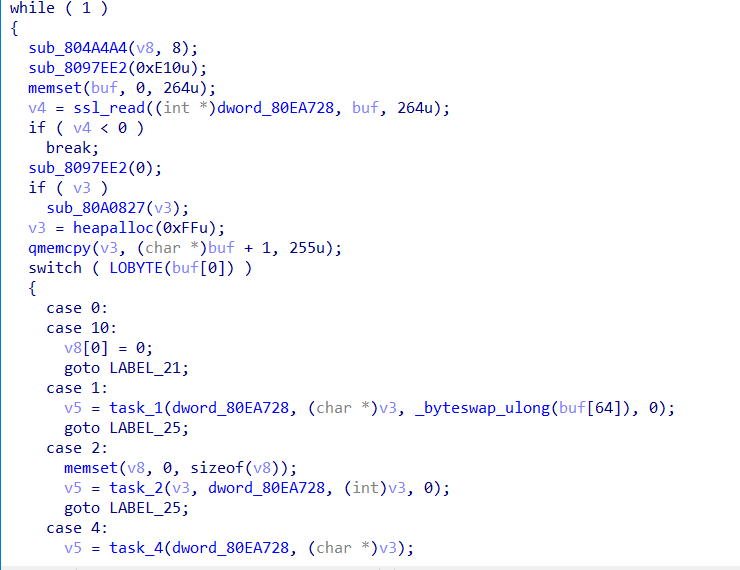 while ( 1 )
{
sub_804A4A4(v8, 8);
sub_8097EE2(0xE10u);
memset(buf, 0, 264u);
v4 = ssl_read((int *)dword_80EA728, buf, 264u);
if ( v4 < 0 )
break;
sub_8097EE2(0);
if ( v3 )
sub_80A0827(v3);
v3 = heapalloc(0xFFu);
qmemcpy(v3, (char *)buf + 1, 255u);
switch ( LOBYTE(buf[0]) )
{
case 0:
case 10:
v8[0] = 0;
goto LABEL_21;
case 1:
v5 = task_1(dword_80EA728, (char *)v3, _byteswap_ulong(buf[64]), 0);
goto LABEL_25;
case 2:
memset(v8, 0, sizeof(v8));
v5 = task_2(v3, dword_80EA728, (int)v3, 0);
goto LABEL_25;
case 4:
v5 = task_4(dword_80EA728, (char *)v3);